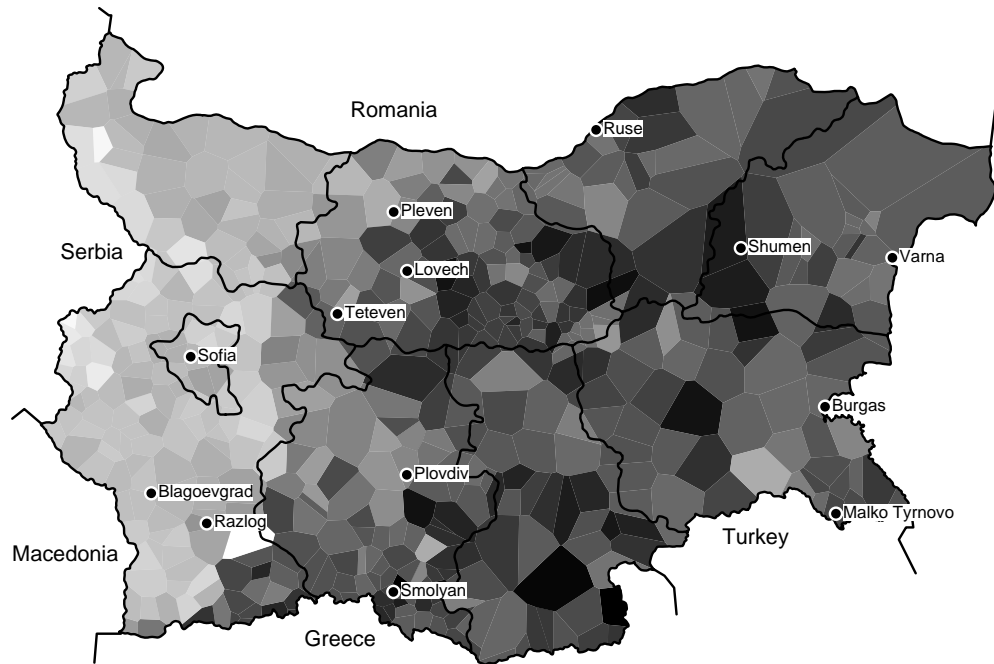 Romania
Ruse
Pleven
Serbia
Shumen
Varna
Lovech
Teteven
Sofia
Burgas
Plovdiv
Blagoevgrad
Malko Tyrnovo
Razlog
Turkey
Macedonia
Smolyan
Greece